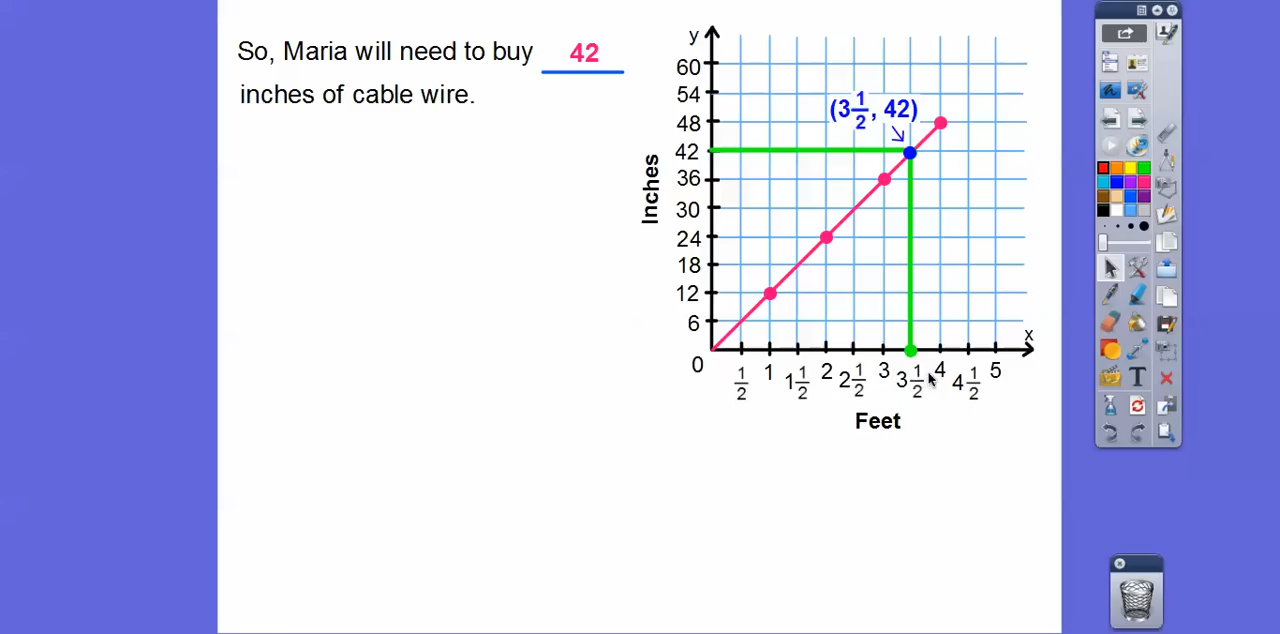 So, Maria will need to buy 42
inches of cable wire.
y
60
54
48
42
36
30
24
18
12
6
0
Inches
(3 1/2, 42)
x
1/2 1 1 1/2 2 2 1/2 3 3 1/2 4 4 1/2 5
Feet
T